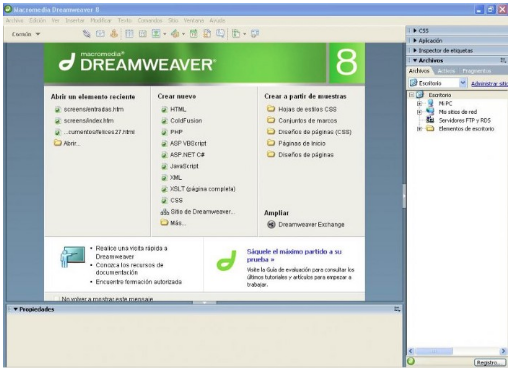 Macromedia Dreamweaver 8
Archivo Edición Ver Insertar Modificar Texto Comandos Sitio Ventana Ayuda
Común
macromedia®
DREAMWEAVER®
8
Abrir un elemento reciente
screens/entradas.htm
screens/index.htm
...cumentos/felices27.html
Abrir...
Crear nuevo
HTML
ColdFusion
PHP
ASP VBScript
ASP.NET C#
JavaScript
XML
XSLT (página completa)
CSS
Sitio de Dreamweaver...
Más...
Crear a partir de muestras
Hojas de estilos CSS
Conjuntos de marcos
Diseños de páginas (CSS)
Páginas de inicio
Diseños de páginas
Ampliar
Dreamweaver Exchange
• Realice una visita rápida a
Dreamweaver
• Conozca los recursos de
documentación
• Encuentre formación
autorizada
Sáquele el máximo partido a su
prueba »
Visite la Guía de evaluación para consultar los
últimos tutoriales y artículos para empezar a
trabajar.
No volver a mostrar este mensaje
Propiedades
CSS
Aplicación
Inspector de etiquetas
Archivos
Archivos Activos Fragmentos
Escritorio
Administrar sitio
Escritorio
Mi PC
Mis sitios de red
Servidores FTP y RDS
Elementos de escritorio
Registro...